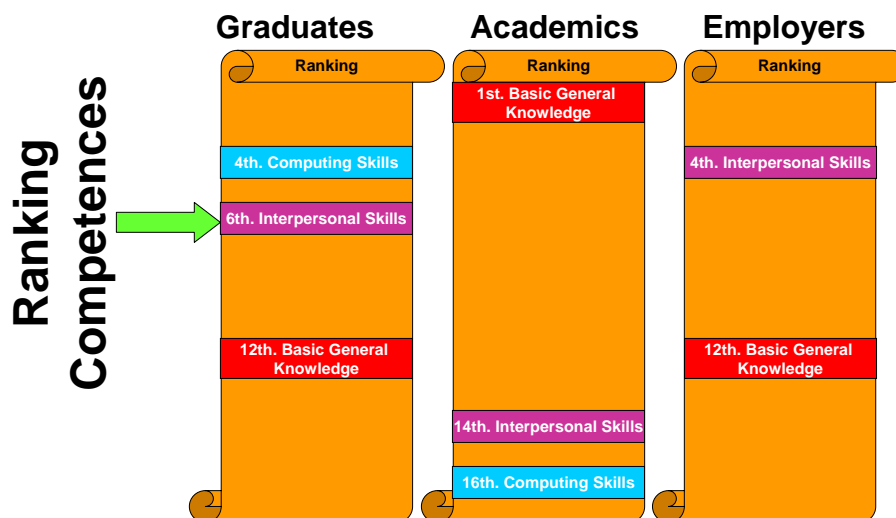 Ranking
Competences
Graduates
Ranking
4th. Computing Skills
6th. Interpersonal Skills
12th. Basic General
Knowledge
Academics
Ranking
1st. Basic General
Knowledge
14th. Interpersonal Skills
16th. Computing Skills
Employers
Ranking
4th. Interpersonal Skills
12th. Basic General
Knowledge